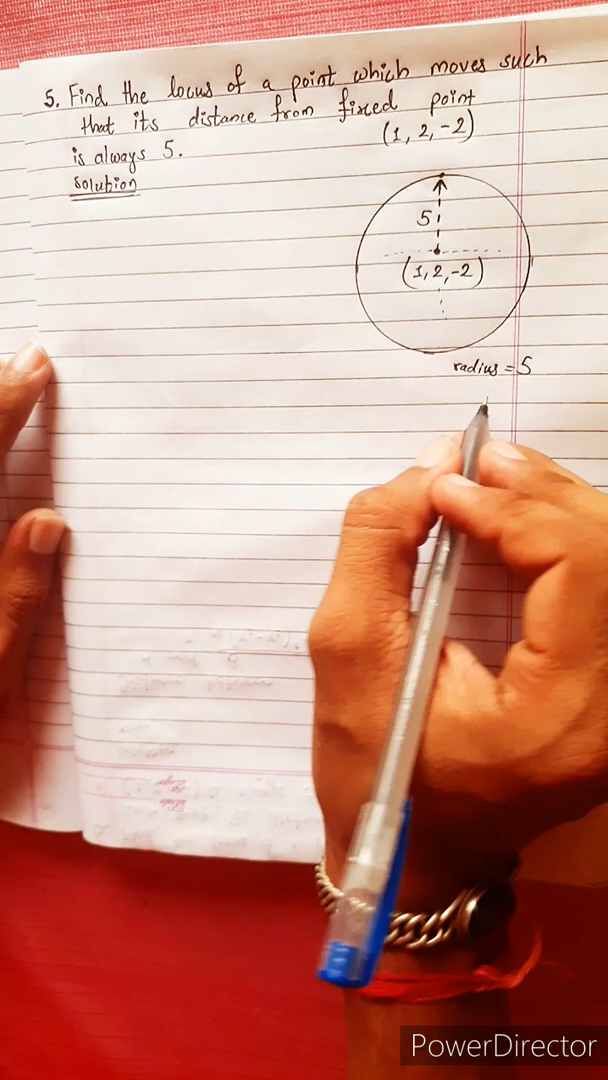 5. Find the locus of a point which moves such
that its distance from fixed point
(1, 2, -2)
is always 5.
solution
5
(1, 2, -2)
radius = 5
PowerDirector